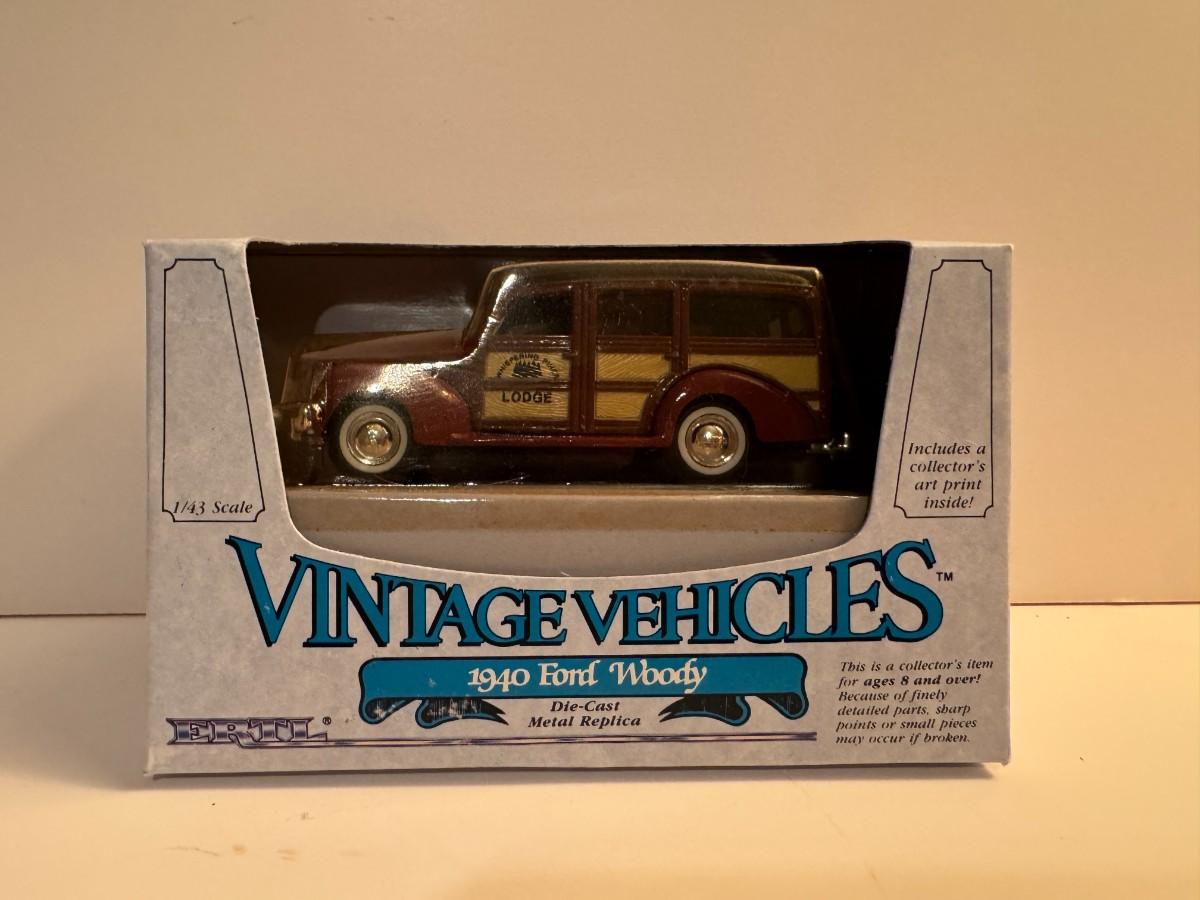 WHISPERING PINES
LODGE
1/43 Scale
Includes a
collector's
art print
inside!
VINTAGE VEHICLES™
1940 Ford Woody
Die-Cast
Metal Replica
ERTL®
This is a collector's item
for ages 8 and over!
Because of finely
detailed parts, sharp
points or small pieces
may occur if broken.